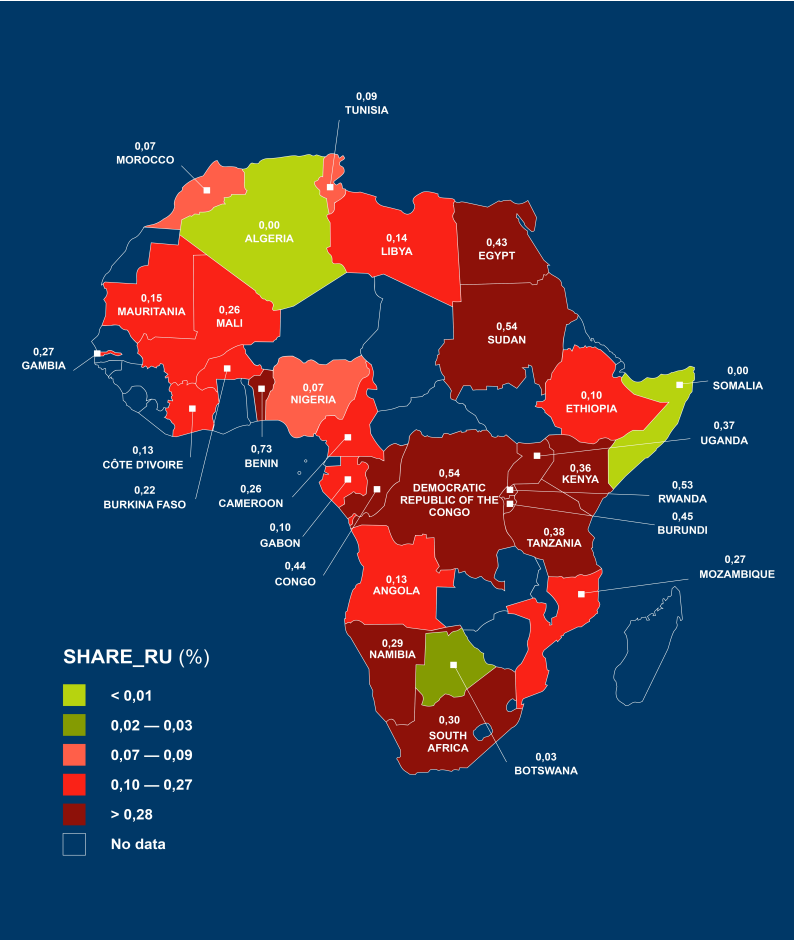 0,09
TUNISIA
0,07
MOROCCO
0,00
ALGERIA
0,14
LIBYA
0,43
EGYPT
0,15
MAURITANIA
0,26
MALI
0,54
SUDAN
0,27
GAMBIA
0,00
SOMALIA
0,07
NIGERIA
0,10
ETHIOPIA
0,37
UGANDA
0,13
CÔTE D'IVOIRE
0,73
BENIN
0,22
BURKINA FASO
0,26
CAMEROON
0,54
DEMOCRATIC
REPUBLIC OF THE
CONGO
0,36
KENYA
0,53
RWANDA
0,45
BURUNDI
0,10
GABON
0,38
TANZANIA
0,44
CONGO
0,27
MOZAMBIQUE
0,13
ANGOLA
0,29
NAMIBIA
0,30
SOUTH
AFRICA
0,03
BOTSWANA
SHARE_RU (%)
< 0,01
0,02 — 0,03
0,07 — 0,09
0,10 — 0,27
> 0,28
No data